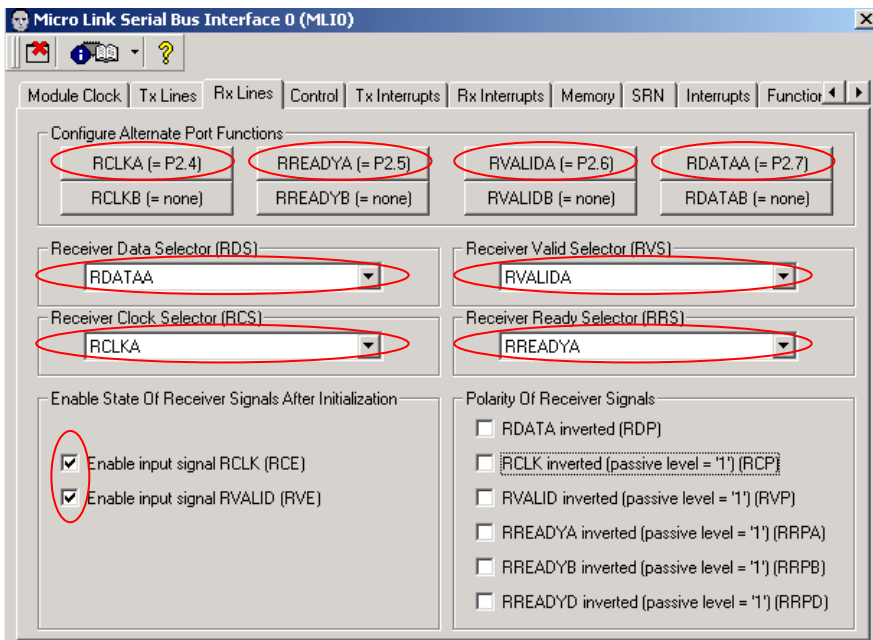 Micro Link Serial Bus Interface 0 (MLI0)
Module Clock Tx Lines Rx Lines Control Tx Interrupts Rx Interrupts Memory SRN Interrupts Function
Configure Alternate Port Functions
RCLKA (= P2.4) RREADYA (= P2.5) RVALIDA (= P2.6) RDATAA (= P2.7)
RCLKB (= none) RREADYB (= none) RVALIDB (= none) RDATAB (= none)
Receiver Data Selector (RDS) Receiver Valid Selector (RVS)
RDATAA RVALIDA
Receiver Clock Selector (RCS) Receiver Ready Selector (RRS)
RCLKA RREADYA
Enable State Of Receiver Signals After Initialization
Enable input signal RCLK (RCE)
Enable input signal RVALID (RVE)
Polarity Of Receiver Signals
RDATA inverted (RDP)
RCLK inverted (passive level = '1') (RCP)
RVALID inverted (passive level = '1') (RVP)
RREADYA inverted (passive level = '1') (RRPA)
RREADYB inverted (passive level = '1') (RRPB)
RREADYD inverted (passive level = '1') (RRPD)